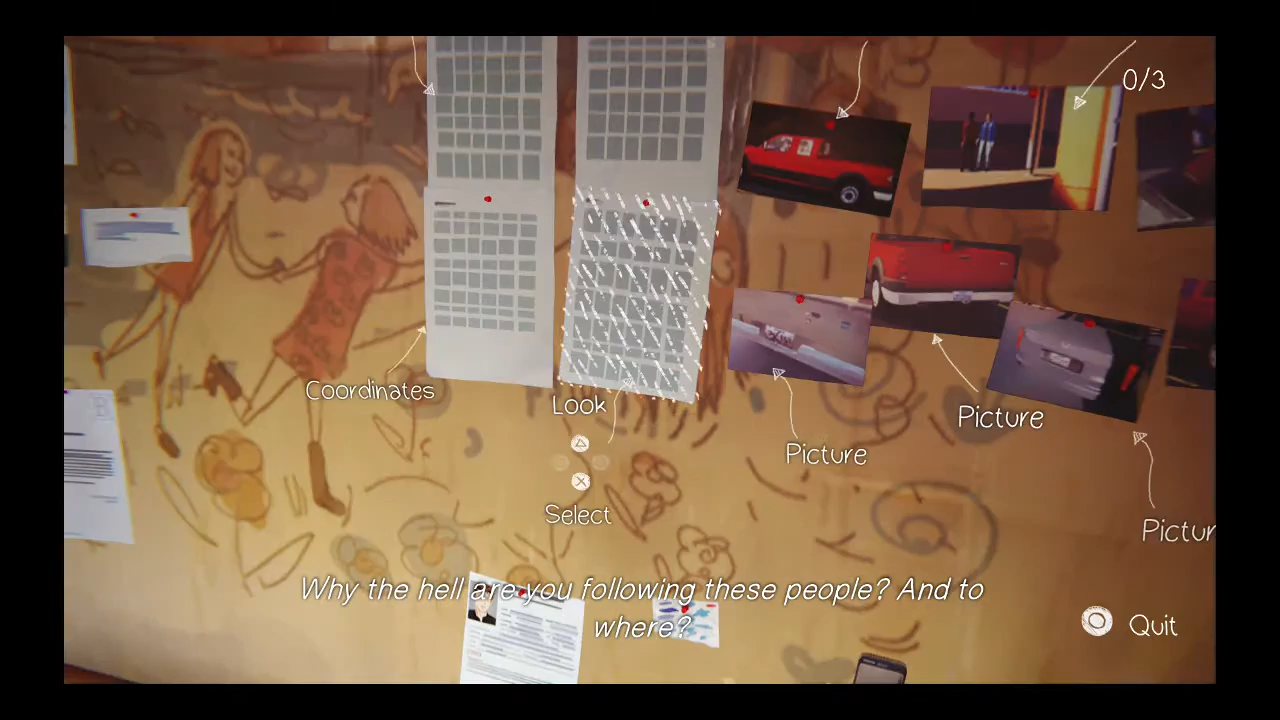 0/3
Coordinates
Look
Picture
Picture
Select
Pictur
Why the hell are you following these people? And to
where?
Quit